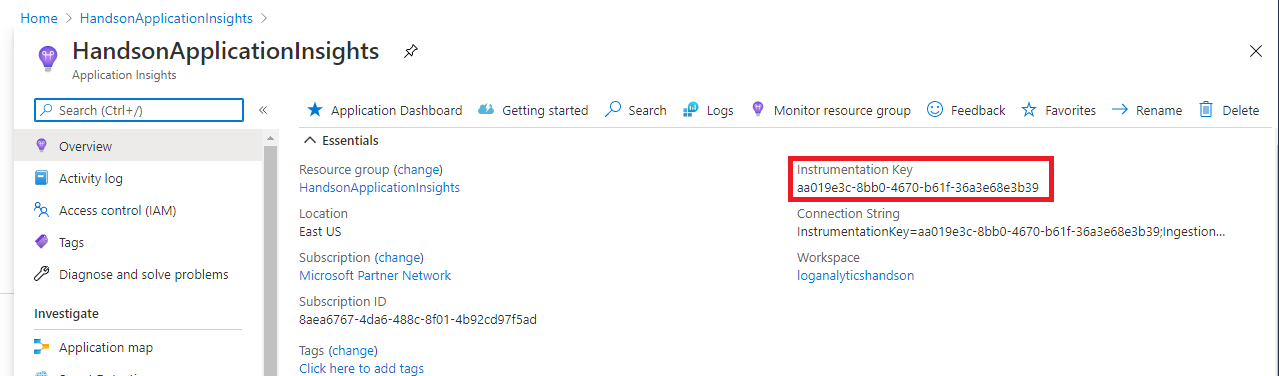 Home > HandsonApplicationInsights >
HandsonApplicationInsights
Application Insights
Search (Ctrl+/)
«
Overview
Activity log
Access control (IAM)
Tags
Diagnose and solve problems
Investigate
Application map
Application Dashboard
Getting started
Search
Logs
Monitor resource group
Feedback
Favorites
Rename
Delete
Essentials
Resource group (change)
HandsonApplicationInsights
Location
East US
Subscription (change)
Microsoft Partner Network
Subscription ID
8aea6767-4da6-488c-8f01-4b92cd97f5ad
Tags (change)
Click here to add tags
Instrumentation Key
aa019e3c-8bb0-4670-b61f-36a3e68e3b39
Connection String
InstrumentationKey=aa019e3c-8bb0-4670-b61f-36a3e68e3b39;Ingestion...
Workspace
loganalyticshandson